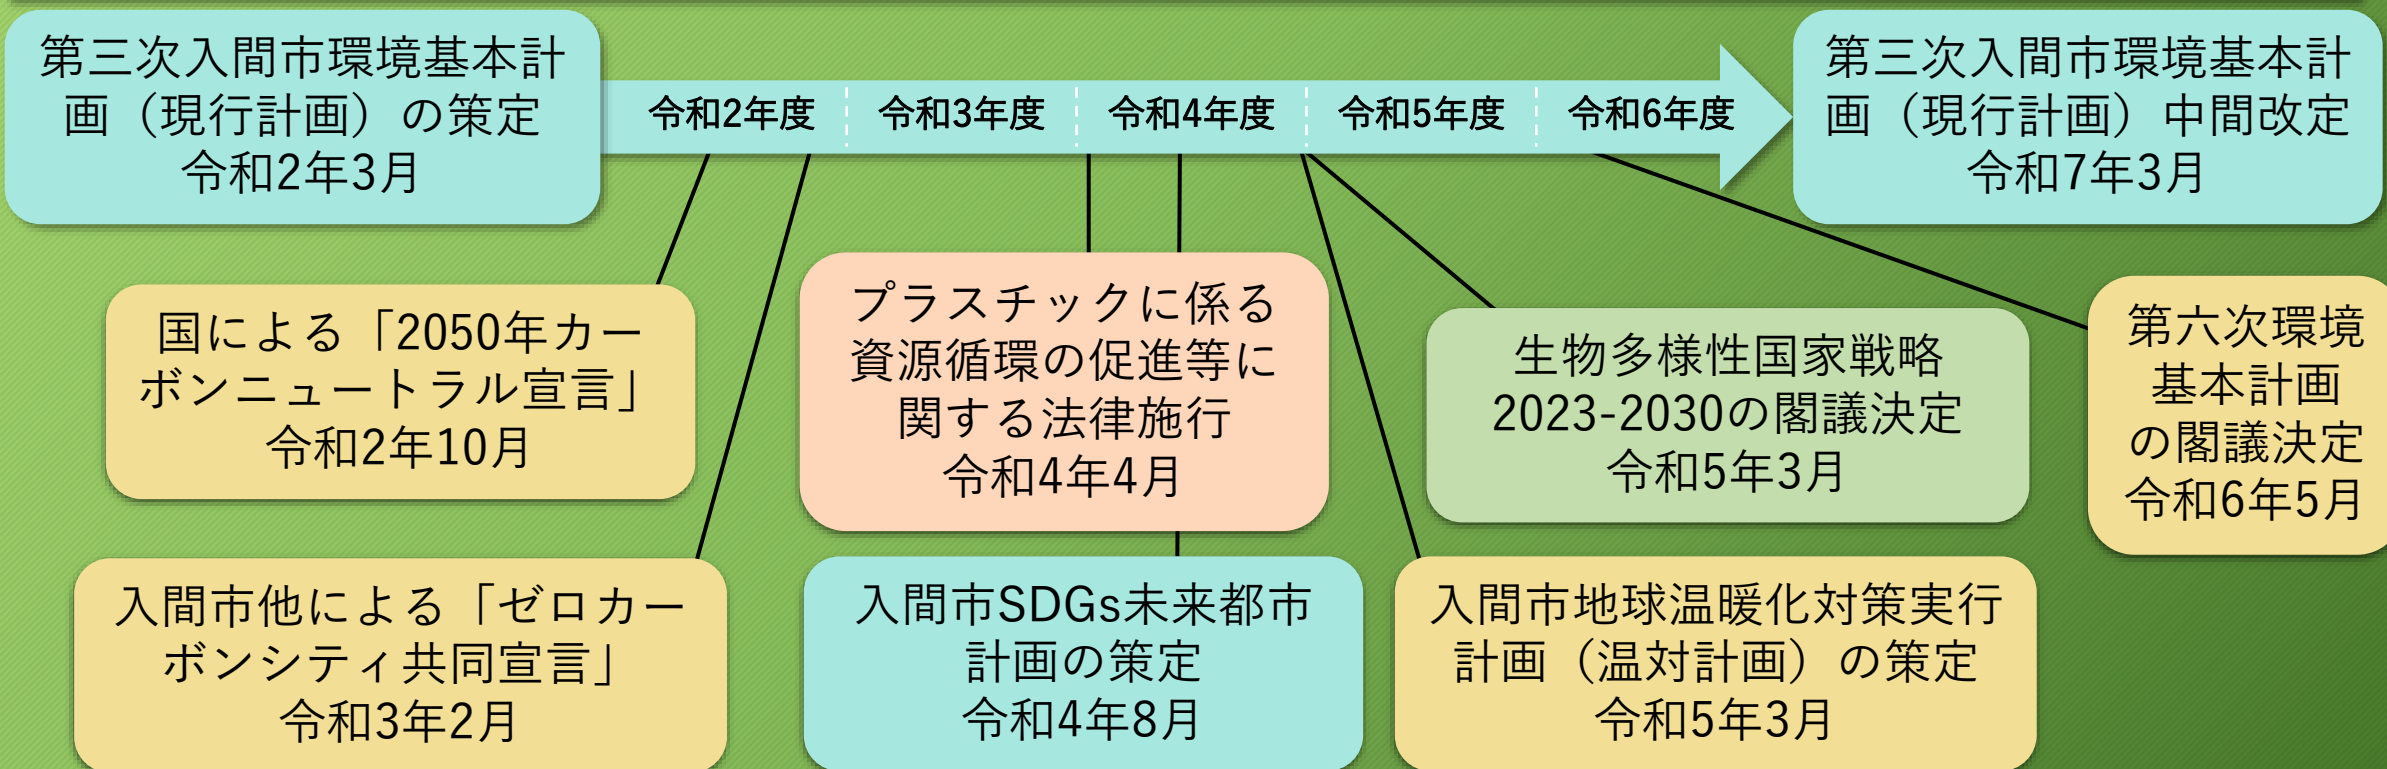 第三次入間市環境基本計
画（現行計画）の策定
令和2年3月
令和2年度
令和3年度
令和4年度
令和5年度
令和6年度
第三次入間市環境基本計
画（現行計画）中間改定
令和7年3月
国による「2050年カー
ボンニュートラル宣言」
令和2年10月
プラスチックに係る
資源循環の促進等に
関する法律施行
令和4年4月
生物多様性国家戦略
2023-2030の閣議決定
令和5年3月
第六次環境
基本計画
の閣議決定
令和6年5月
入間市他による「ゼロカー
ボンシティ共同宣言」
令和3年2月
入間市SDGs未来都市
計画の策定
令和4年8月
入間市地球温暖化対策実行
計画（温対計画）の策定
令和5年3月